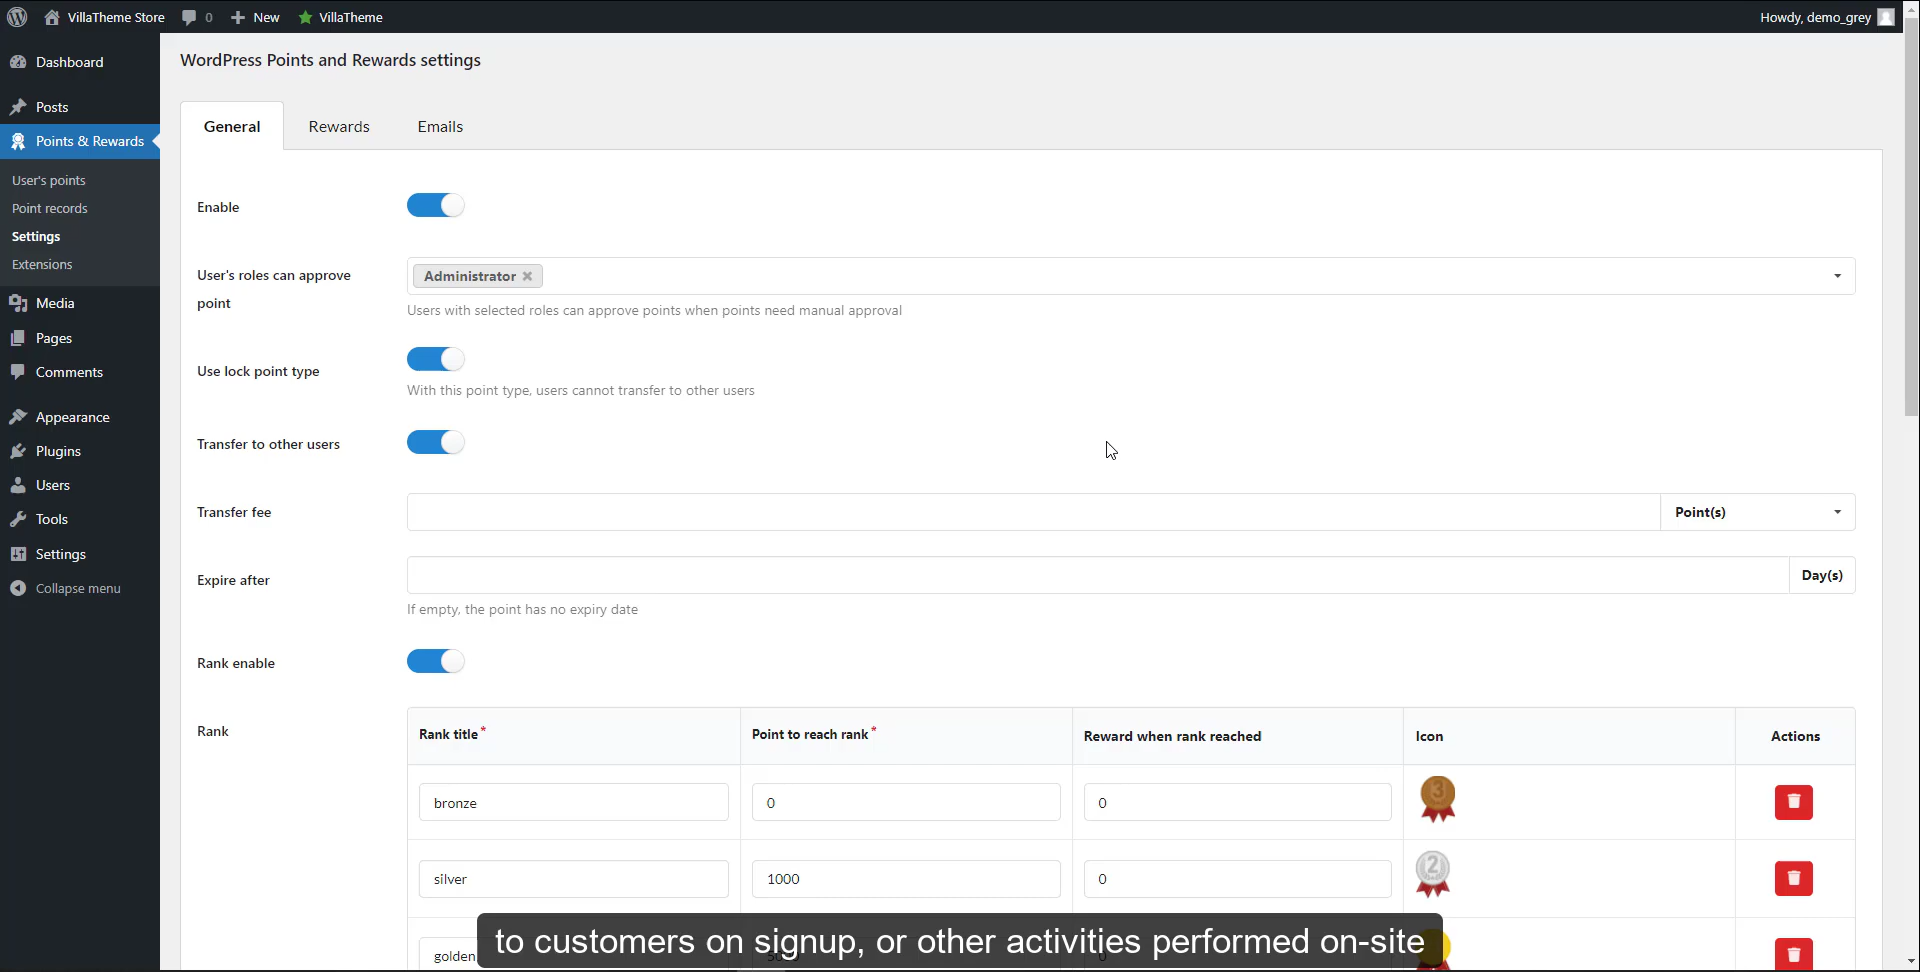 VillaTheme Store 0 New VillaTheme Howdy, demo_grey
Dashboard
Posts
Points & Rewards
User's points
Point records
Settings
Extensions
Media
Pages
Comments
Appearance
Plugins
Users
Tools
Settings
Collapse menu
WordPress Points and Rewards settings
General Rewards Emails
Enable
User's roles can approve
point
Administrator
Users with selected roles can approve points when points need manual approval
Use lock point type
With this point type, users cannot transfer to other users
Transfer to other users
Transfer fee Point(s)
Expire after Day(s)
If empty, the point has no expiry date
Rank enable
Rank
Rank title* Point to reach rank* Reward when rank reached Icon Actions
bronze 0 0 3
silver 1000 0 2
golden
to customers on signup, or other activities performed on-site